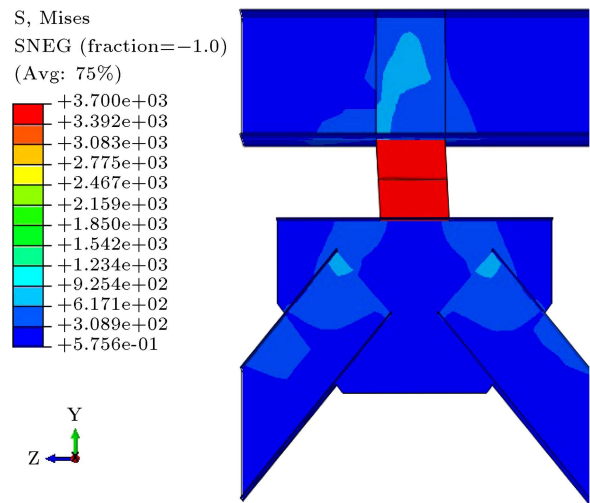 S, Mises
SNEG (fraction=−1.0)
(Avg: 75%)
+3.700e+03
+3.392e+03
+3.083e+03
+2.775e+03
+2.467e+03
+2.159e+03
+1.850e+03
+1.542e+03
+1.234e+03
+9.254e+02
+6.171e+02
+3.089e+02
+5.756e-01
Y
Z
X